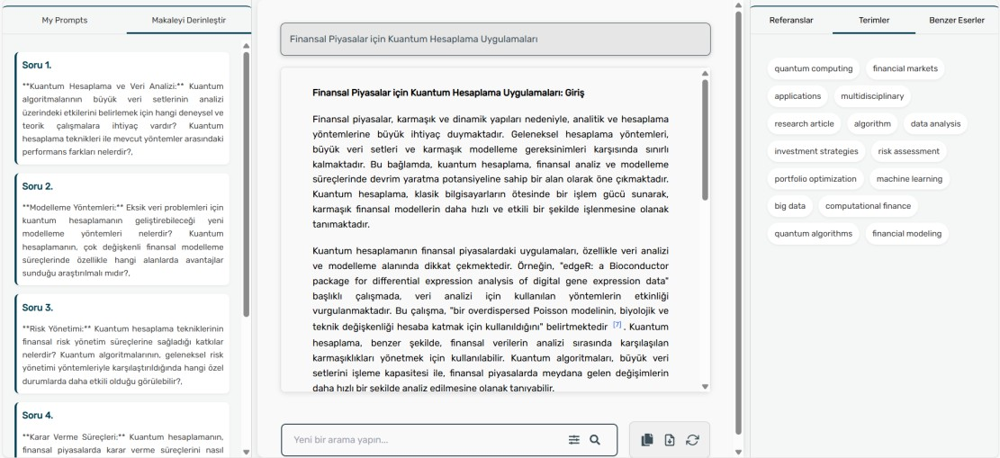 My Prompts
Makaleyi Derinleştir
Soru 1.
**Kuantum Hesaplama ve Veri Analizi:** Kuantum
algoritmalarının büyük veri setlerinin analizi
üzerindeki etkilerini belirlemek için hangi deneysel ve
teorik çalışmalara ihtiyaç vardır? Kuantum
hesaplama teknikleri ile mevcut yöntemler arasındaki
performans farkları nelerdir?,
Soru 2.
**Modelleme Yöntemleri:** Eksik veri problemleri için
kuantum hesaplamanın geliştirebileceği yeni
modelleme yöntemleri nelerdir? Kuantum
hesaplamanın, çok değişkenli finansal modelleme
süreçlerinde özellikle hangi alanlarda avantajlar
sunduğu araştırılmalı mıdır?,
Soru 3.
**Risk Yönetimi:** Kuantum hesaplama tekniklerinin
finansal risk yönetim süreçlerine sağladığı katkılar
nelerdir? Kuantum algoritmalarının, geleneksel risk
yönetimi yöntemleriyle karşılaştırıldığında hangi özel
durumlarda daha etkili olduğu görülebilir?,
Soru 4.
**Karar Verme Süreçleri:** Kuantum hesaplamanın,
finansal piyasalarda karar verme süreçlerini nasıl
Finansal Piyasalar için Kuantum Hesaplama Uygulamaları
Finansal Piyasalar için Kuantum Hesaplama Uygulamaları: Giriş
Finansal piyasalar, karmaşık ve dinamik yapıları nedeniyle, analitik ve hesaplama
yöntemlerine büyük ihtiyaç duymaktadır. Geleneksel hesaplama yöntemleri,
büyük veri setleri ve karmaşık modelleme gereksinimleri karşısında sınırlı
kalmaktadır. Bu bağlamda, kuantum hesaplama, finansal analiz ve modelleme
süreçlerinde devrim yaratma potansiyeline sahip bir alan olarak öne çıkmaktadır.
Kuantum hesaplama, klasik bilgisayarların ötesinde bir işlem gücü sunarak,
karmaşık finansal modellerin daha hızlı ve etkili bir şekilde işlenmesine olanak
tanımaktadır.
Kuantum hesaplamanın finansal piyasalardaki uygulamaları, özellikle veri analizi
ve modelleme alanında dikkat çekmektedir. Örneğin, "edgeR: a Bioconductor
package for differential expression analysis of digital gene expression data"
başlıklı çalışmada, veri analizi için kullanılan yöntemlerin etkinliği
vurgulanmaktadır. Bu çalışma, "bir overdispersed Poisson modelinin, biyolojik ve
teknik değişkenliği hesaba katmak için kullanıldığını" belirtmektedir [7] . Kuantum
hesaplama, benzer şekilde, finansal verilerin analizi sırasında karşılaşılan
karmaşıklıkları yönetmek için kullanılabilir. Kuantum algoritmaları, büyük veri
setlerini işleme kapasitesi ile, finansal piyasalarda meydana gelen değişimlerin
daha hızlı bir şekilde analiz edilmesine olanak tanıyabilir.
Yeni bir arama yapın...
Referanslar
Terimler
Benzer Eserler
quantum computing
financial markets
applications
multidisciplinary
research article
algorithm
data analysis
investment strategies
risk assessment
portfolio optimization
machine learning
big data
computational finance
quantum algorithms
financial modeling